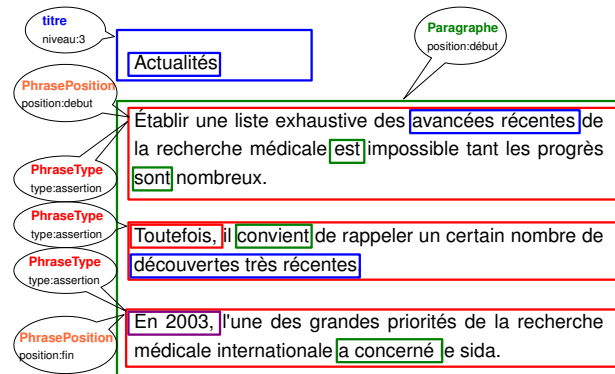 titre
niveau:3
Paragraphe
position:début
Actualités
PhrasePosition
position:debut
Établir une liste exhaustive des avancées récentes de
la recherche médicale est impossible tant les progrès
sont nombreux.
PhraseType
type:assertion
PhraseType
type:assertion
Toutefois, il convient de rappeler un certain nombre de
découvertes très récentes.
PhraseType
type:assertion
En 2003, l'une des grandes priorités de la recherche
médicale internationale a concerné le sida.
PhrasePosition
position:fin